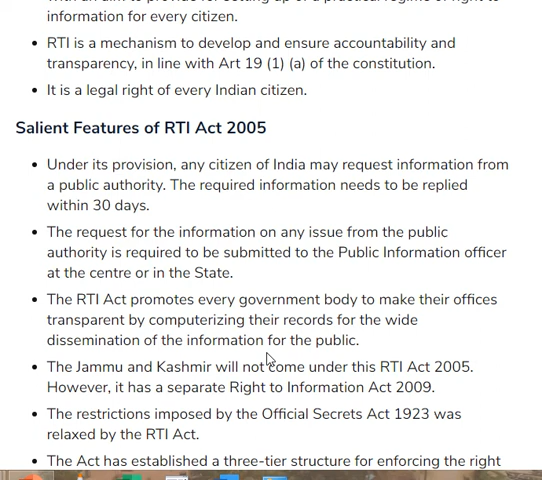 information for every citizen.
• RTI is a mechanism to develop and ensure accountability and
transparency, in line with Art 19 (1) (a) of the constitution.
• It is a legal right of every Indian citizen.
Salient Features of RTI Act 2005
• Under its provision, any citizen of India may request information from
a public authority. The required information needs to be replied
within 30 days.
• The request for the information on any issue from the public
authority is required to be submitted to the Public Information officer
at the centre or in the State.
• The RTI Act promotes every government body to make their offices
transparent by computerizing their records for the wide
dissemination of the information for the public.
• The Jammu and Kashmir will not come under this RTI Act 2005.
However, it has a separate Right to Information Act 2009.
• The restrictions imposed by the Official Secrets Act 1923 was
relaxed by the RTI Act.
• The Act has established a three-tier structure for enforcing the right